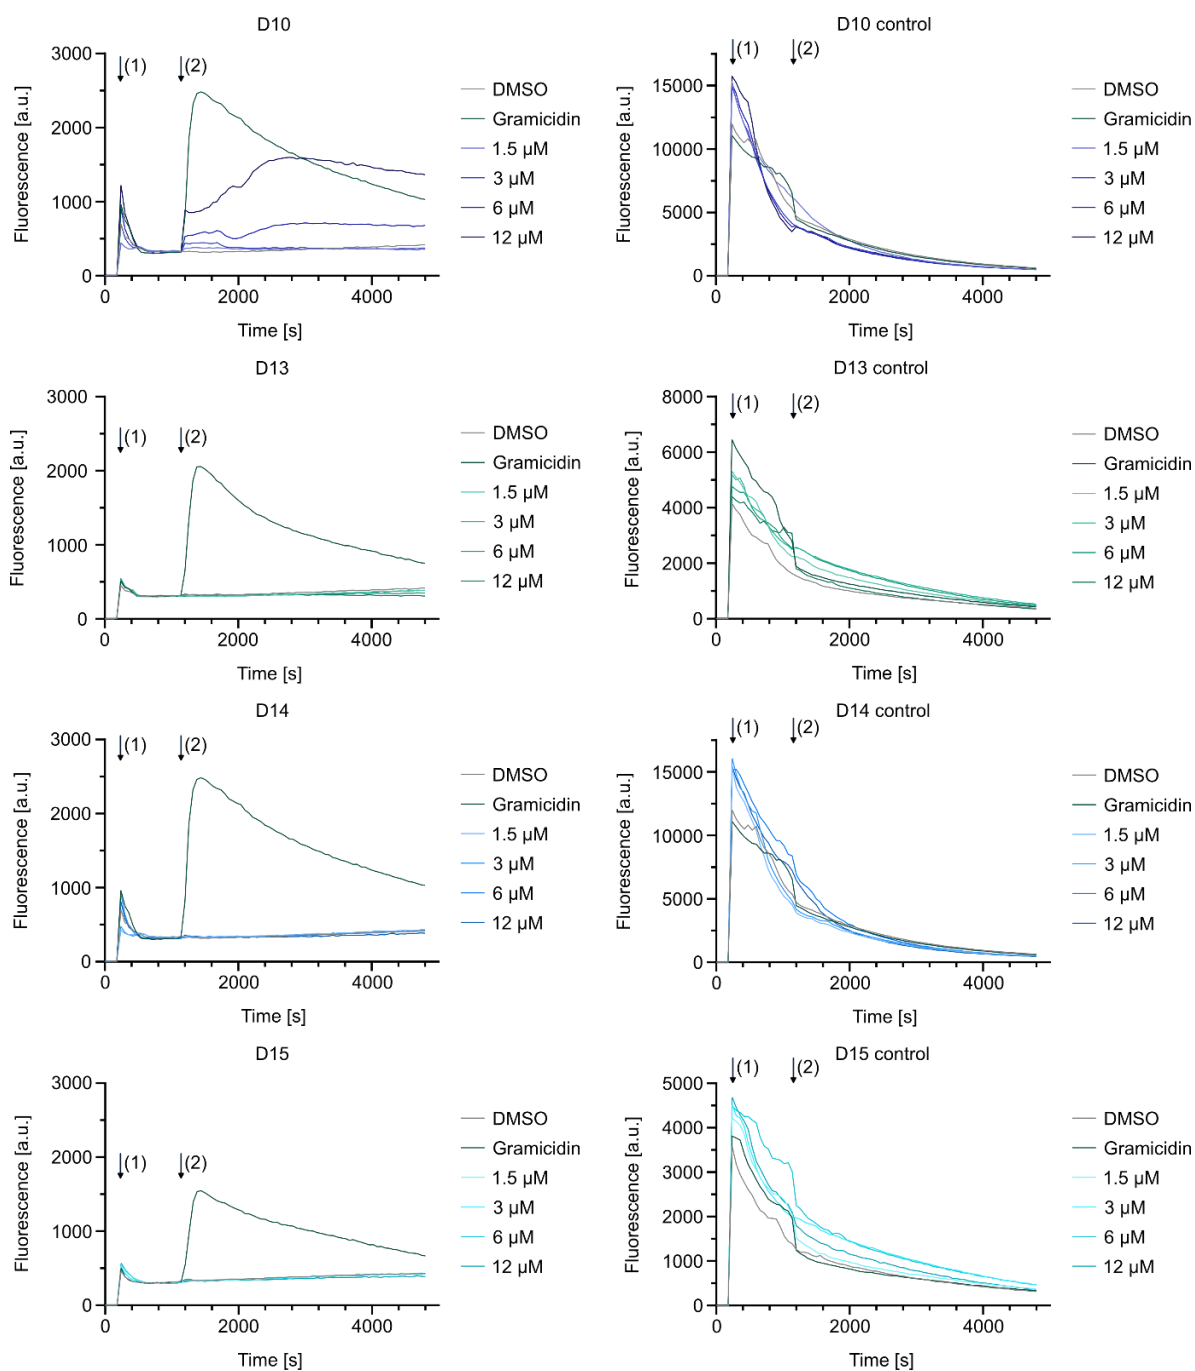 D10
Fluorescence [a.u.]
3000
2000
1000
0
(1)
(2)
0
2000
4000
Time [s]
DMSO
Gramicidin
1.5 µM
3 µM
6 µM
12 µM
D10 control
Fluorescence [a.u.]
15000
10000
5000
0
(1)
(2)
0
2000
4000
Time [s]
DMSO
Gramicidin
1.5 µM
3 µM
6 µM
12 µM
D13
Fluorescence [a.u.]
3000
2000
1000
0
(1)
(2)
0
2000
4000
Time [s]
DMSO
Gramicidin
1.5 µM
3 µM
6 µM
12 µM
D13 control
Fluorescence [a.u.]
8000
6000
4000
2000
0
(1)
(2)
0
2000
4000
Time [s]
DMSO
Gramicidin
1.5 µM
3 µM
6 µM
12 µM
D14
Fluorescence [a.u.]
3000
2000
1000
0
(1)
(2)
0
2000
4000
Time [s]
DMSO
Gramicidin
1.5 µM
3 µM
6 µM
12 µM
D14 control
Fluorescence [a.u.]
15000
10000
5000
0
(1)
(2)
0
2000
4000
Time [s]
DMSO
Gramicidin
1.5 µM
3 µM
6 µM
12 µM
D15
Fluorescence [a.u.]
3000
2000
1000
0
(1)
(2)
0
2000
4000
Time [s]
DMSO
Gramicidin
1.5 µM
3 µM
6 µM
12 µM
D15 control
Fluorescence [a.u.]
5000
4000
3000
2000
1000
0
(1)
(2)
0
2000
4000
Time [s]
DMSO
Gramicidin
1.5 µM
3 µM
6 µM
12 µM